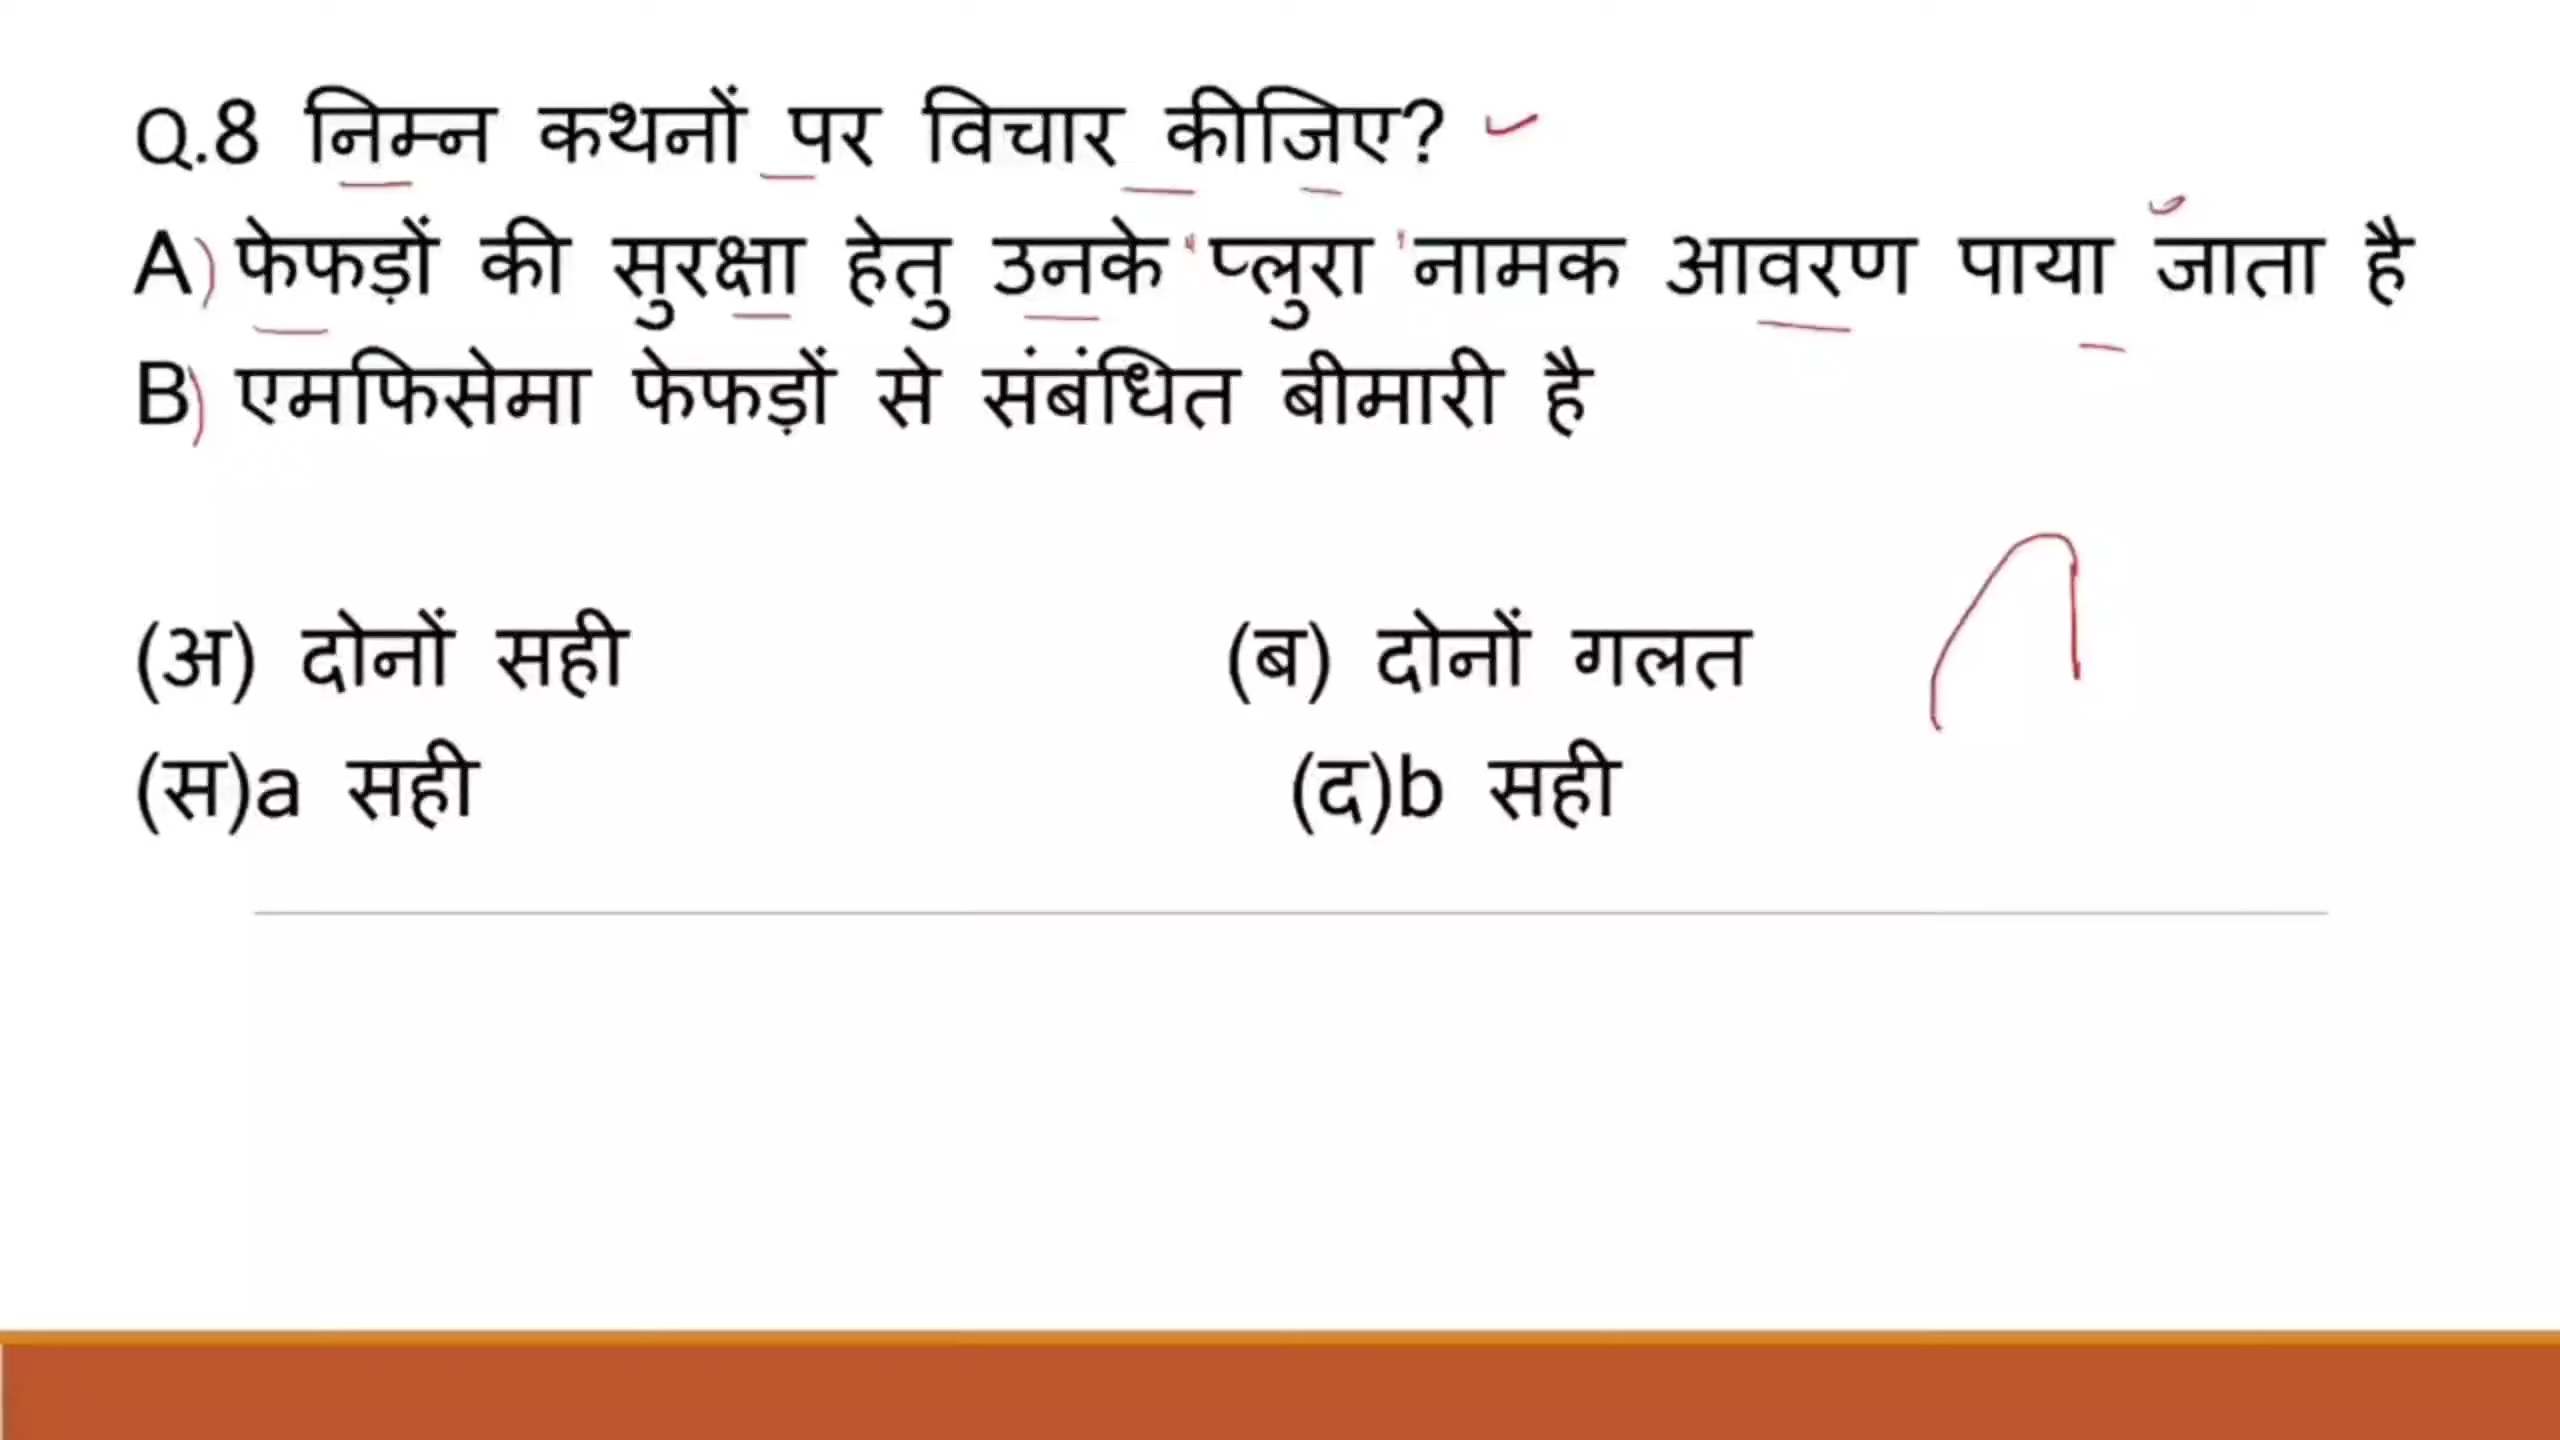 Q.8 निम्न कथनों पर विचार कीजिए?
A) फेफड़ों की सुरक्षा हेतु उनके 'प्लुरा' नामक आवरण पाया जाता है
B) एमफिसेमा फेफड़ों से संबंधित बीमारी है
(अ) दोनों सही (ब) दोनों गलत
(स)a सही (द)b सही